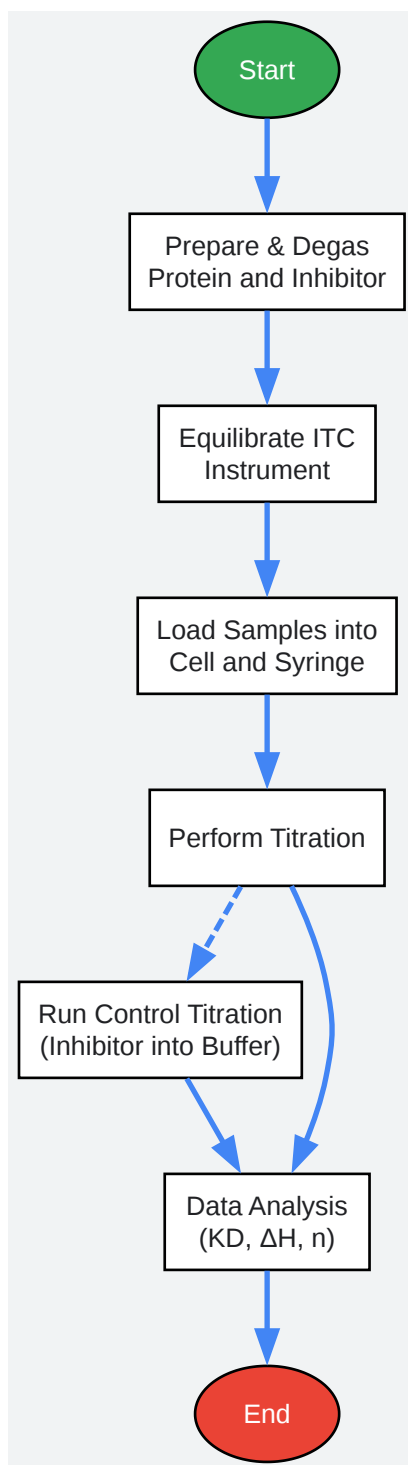 Start
Prepare & Degas
Protein and Inhibitor
Equilibrate ITC
Instrument
Load Samples into
Cell and Syringe
Perform Titration
Run Control Titration
(Inhibitor into Buffer)
Data Analysis
(KD, ΔH, n)
End